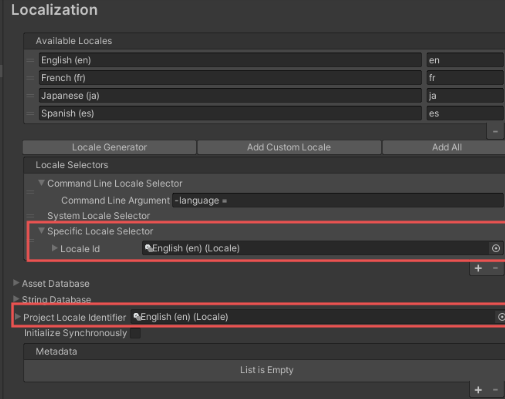 Localization
Available Locales
English (en) en
French (fr) fr
Japanese (ja) ja
Spanish (es) es
−
Locale Generator Add Custom Locale Add All
Locale Selectors
Command Line Locale Selector
Command Line Argument -language =
System Locale Selector
Specific Locale Selector
Locale Id English (en) (Locale)
+ −
Asset Database
String Database
Project Locale Identifier English (en) (Locale)
Initialize Synchronously
Metadata
List is Empty
+ −